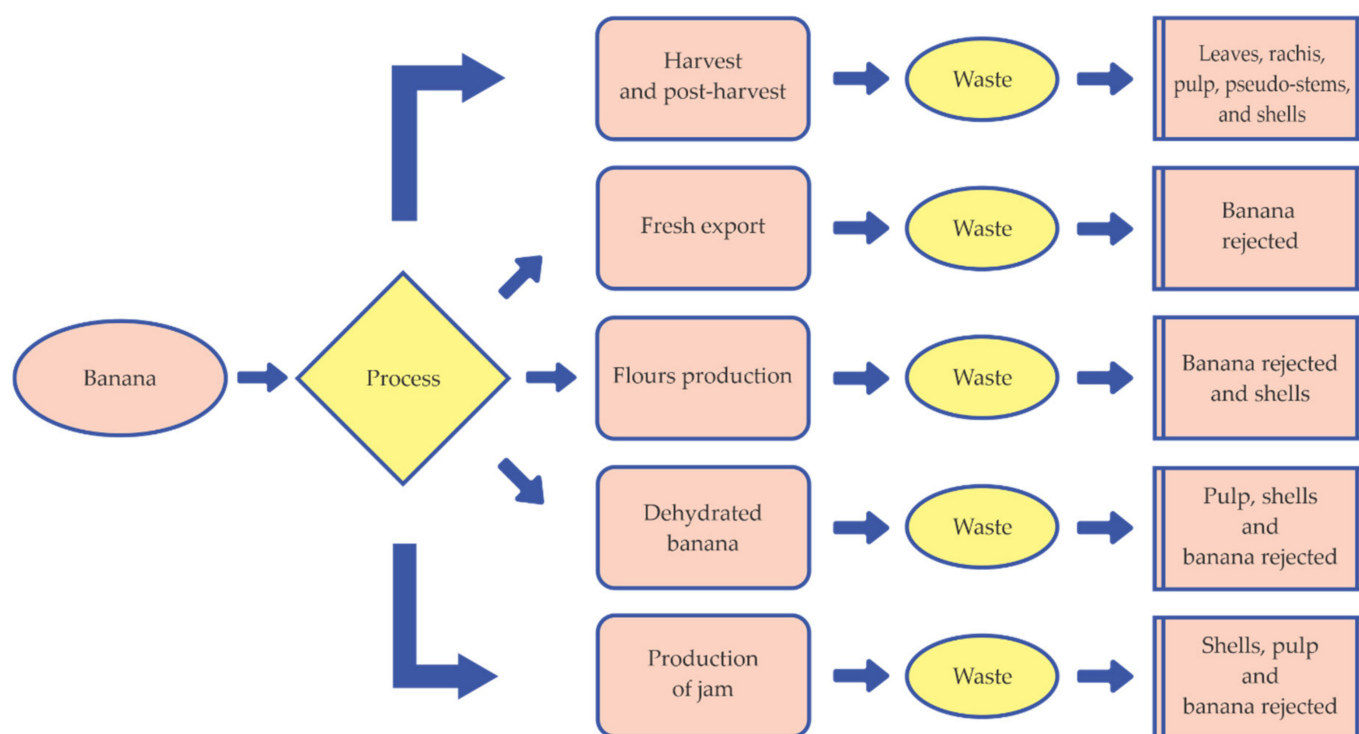 Banana
Process
Harvest
and post-harvest
Waste
Leaves, rachis,
pulp, pseudo-stems,
and shells
Fresh export
Waste
Banana
rejected
Flours production
Waste
Banana rejected
and shells
Dehydrated
banana
Waste
Pulp, shells
and
banana rejected
Production
of jam
Waste
Shells, pulp
and
banana rejected